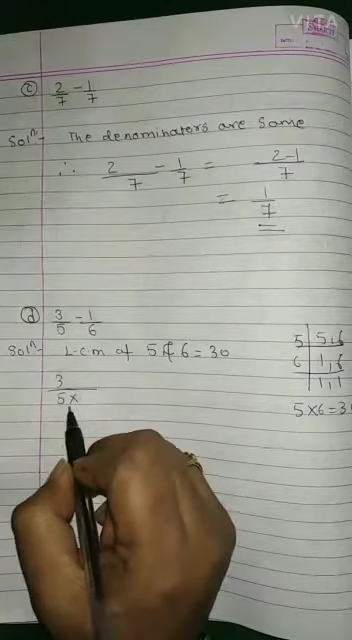 (c) 2/7 - 1/7
Solⁿ- The denominators are same
∴ 2/7 - 1/7 = 2-1/7
= 1/7
(d) 3/5 - 1/6
Solⁿ- L.C.M of 5 & 6 = 30
3/5×
5 | 5, 6
6 | 1, 6
1, 1
5×6=30